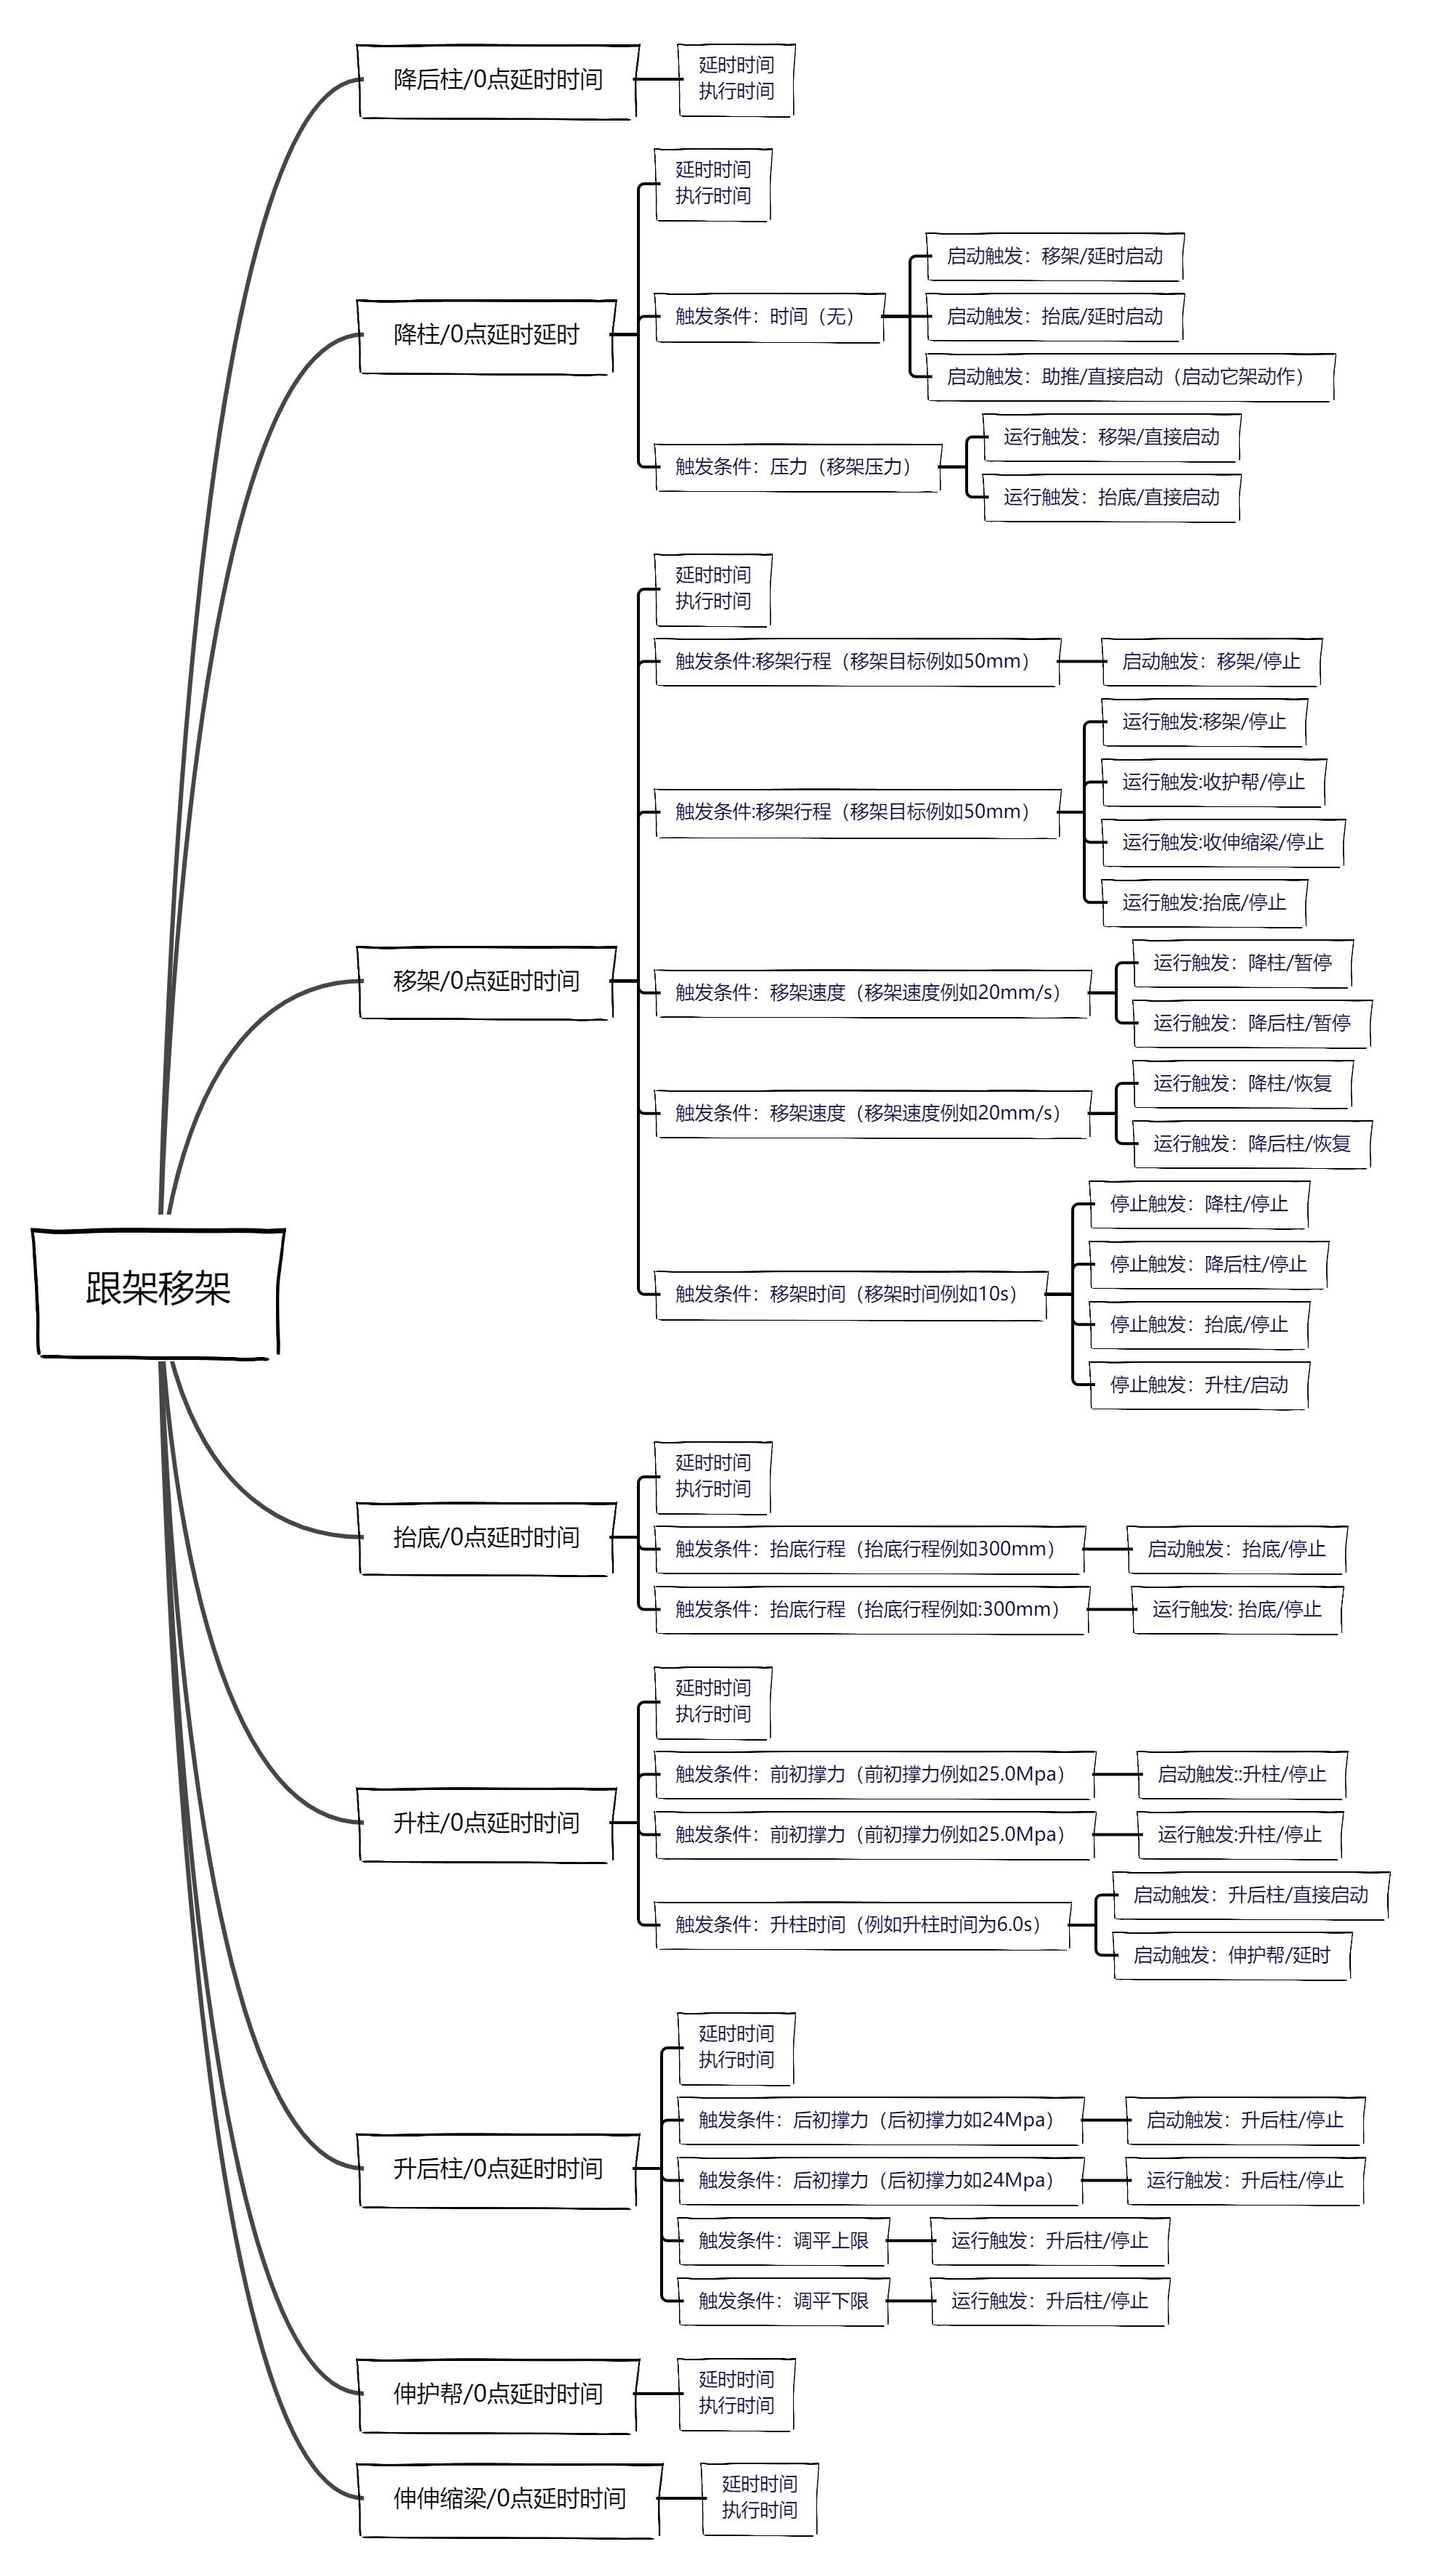 跟架移架
降后柱/0点延时时间
延时时间
执行时间
降柱/0点延时延时
延时时间
执行时间
触发条件：时间（无）
启动触发：移架/延时启动
启动触发：抬底/延时启动
启动触发：助推/直接启动（启动它架动作）
触发条件：压力（移架压力）
运行触发：移架/直接启动
运行触发：抬底/直接启动
移架/0点延时时间
延时时间
执行时间
触发条件:移架行程（移架目标例如50mm）
启动触发：移架/停止
触发条件:移架行程（移架目标例如50mm）
运行触发:移架/停止
运行触发:收护帮/停止
运行触发:收伸缩梁/停止
运行触发:抬底/停止
触发条件：移架速度（移架速度例如20mm/s）
运行触发：降柱/暂停
运行触发：降后柱/暂停
触发条件：移架速度（移架速度例如20mm/s）
运行触发：降柱/恢复
运行触发：降后柱/恢复
触发条件：移架时间（移架时间例如10s）
停止触发：降柱/停止
停止触发：降后柱/停止
停止触发：抬底/停止
停止触发：升柱/启动
抬底/0点延时时间
延时时间
执行时间
触发条件：抬底行程（抬底行程例如300mm）
启动触发：抬底/停止
触发条件：抬底行程（抬底行程例如:300mm）
运行触发: 抬底/停止
升柱/0点延时时间
延时时间
执行时间
触发条件：前初撑力（前初撑力例如25.0Mpa）
启动触发::升柱/停止
触发条件：前初撑力（前初撑力例如25.0Mpa）
运行触发:升柱/停止
触发条件：升柱时间（例如升柱时间为6.0s）
启动触发：升后柱/直接启动
启动触发：伸护帮/延时
升后柱/0点延时时间
延时时间
执行时间
触发条件：后初撑力（后初撑力如24Mpa）
启动触发：升后柱/停止
触发条件：后初撑力（后初撑力如24Mpa）
运行触发：升后柱/停止
触发条件：调平上限
运行触发：升后柱/停止
触发条件：调平下限
运行触发：升后柱/停止
伸护帮/0点延时时间
延时时间
执行时间
伸伸缩梁/0点延时时间
延时时间
执行时间